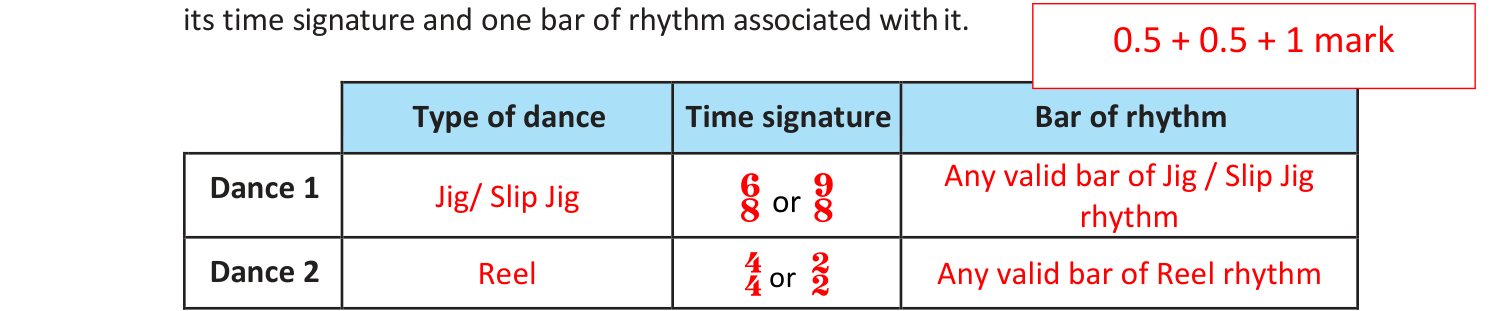 its time signature and one bar of rhythm associated with it.
0.5 + 0.5 + 1 mark
Type of dance Time signature Bar of rhythm
Dance 1 Jig/ Slip Jig 6/8 or 9/8 Any valid bar of Jig / Slip Jig
rhythm
Dance 2 Reel 4/4 or 2/2 Any valid bar of Reel rhythm